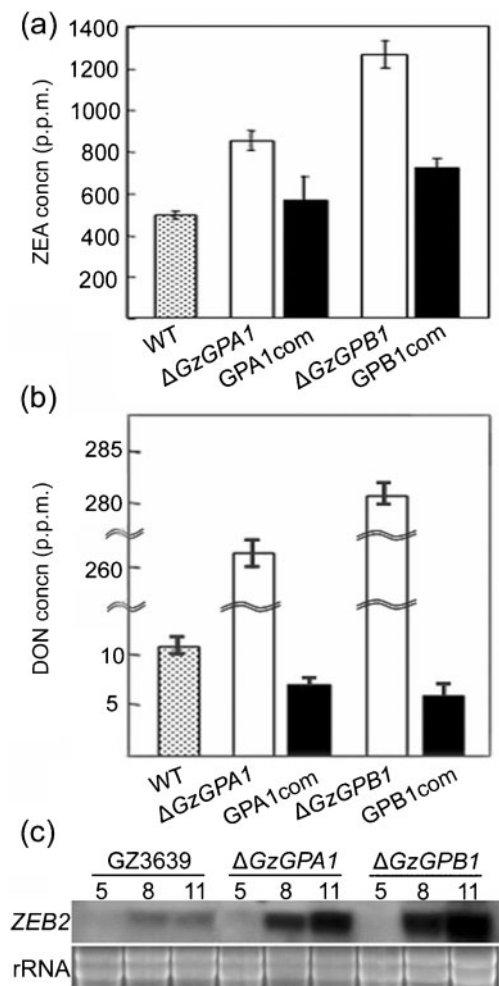 (a)
1400
1200
1000
800
600
400
200
ZEA concn (p.p.m.)
WT
ΔGzGPA1
GPA1com
ΔGzGPB1
GPB1com
(b)
285
280
260
10
5
DON concn (p.p.m.)
WT
ΔGzGPA1
GPA1com
ΔGzGPB1
GPB1com
(c)
GZ3639 ΔGzGPA1 ΔGzGPB1
5 8 11 5 8 11 5 8 11
ZEB2
rRNA